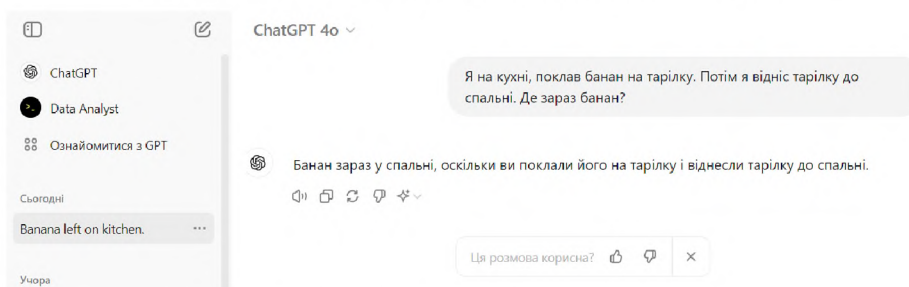 ChatGPT 4o
ChatGPT
Data Analyst
Ознайомитися з GPT
Сьогодні
Banana left on kitchen.
Учора
Я на кухні, поклав банан на тарілку. Потім я відніс тарілку до
спальні. Де зараз банан?
Банан зараз у спальні, оскільки ви поклали його на тарілку і віднесли тарілку до спальні.
Ця розмова корисна?